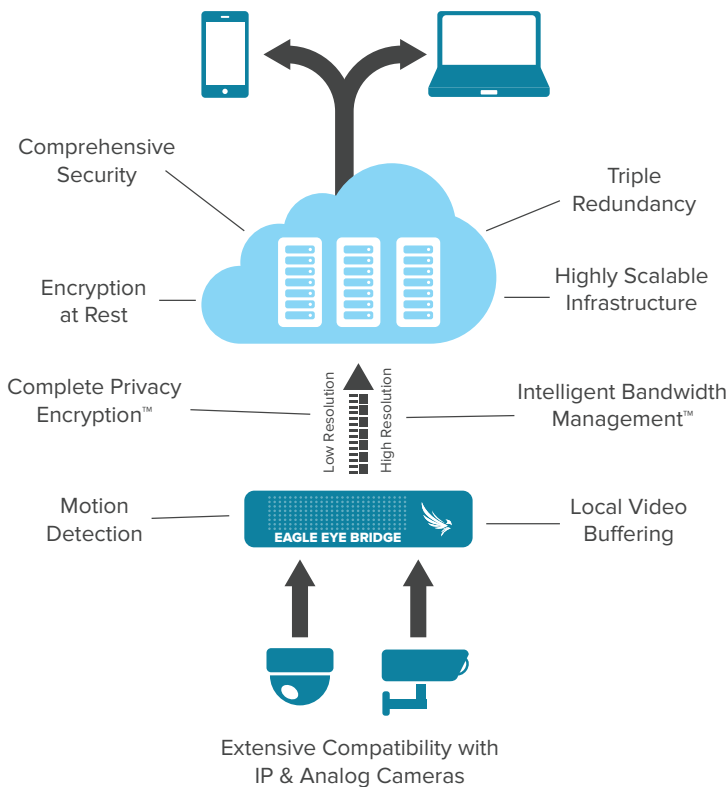 Comprehensive
Security
Triple
Redundancy
Encryption
at Rest
Highly Scalable
Infrastructure
Complete Privacy
Encryption™
Low Resolution
High Resolution
Intelligent Bandwidth
Management™
Motion
Detection
EAGLE EYE BRIDGE
Local Video
Buffering
Extensive Compatibility with
IP & Analog Cameras